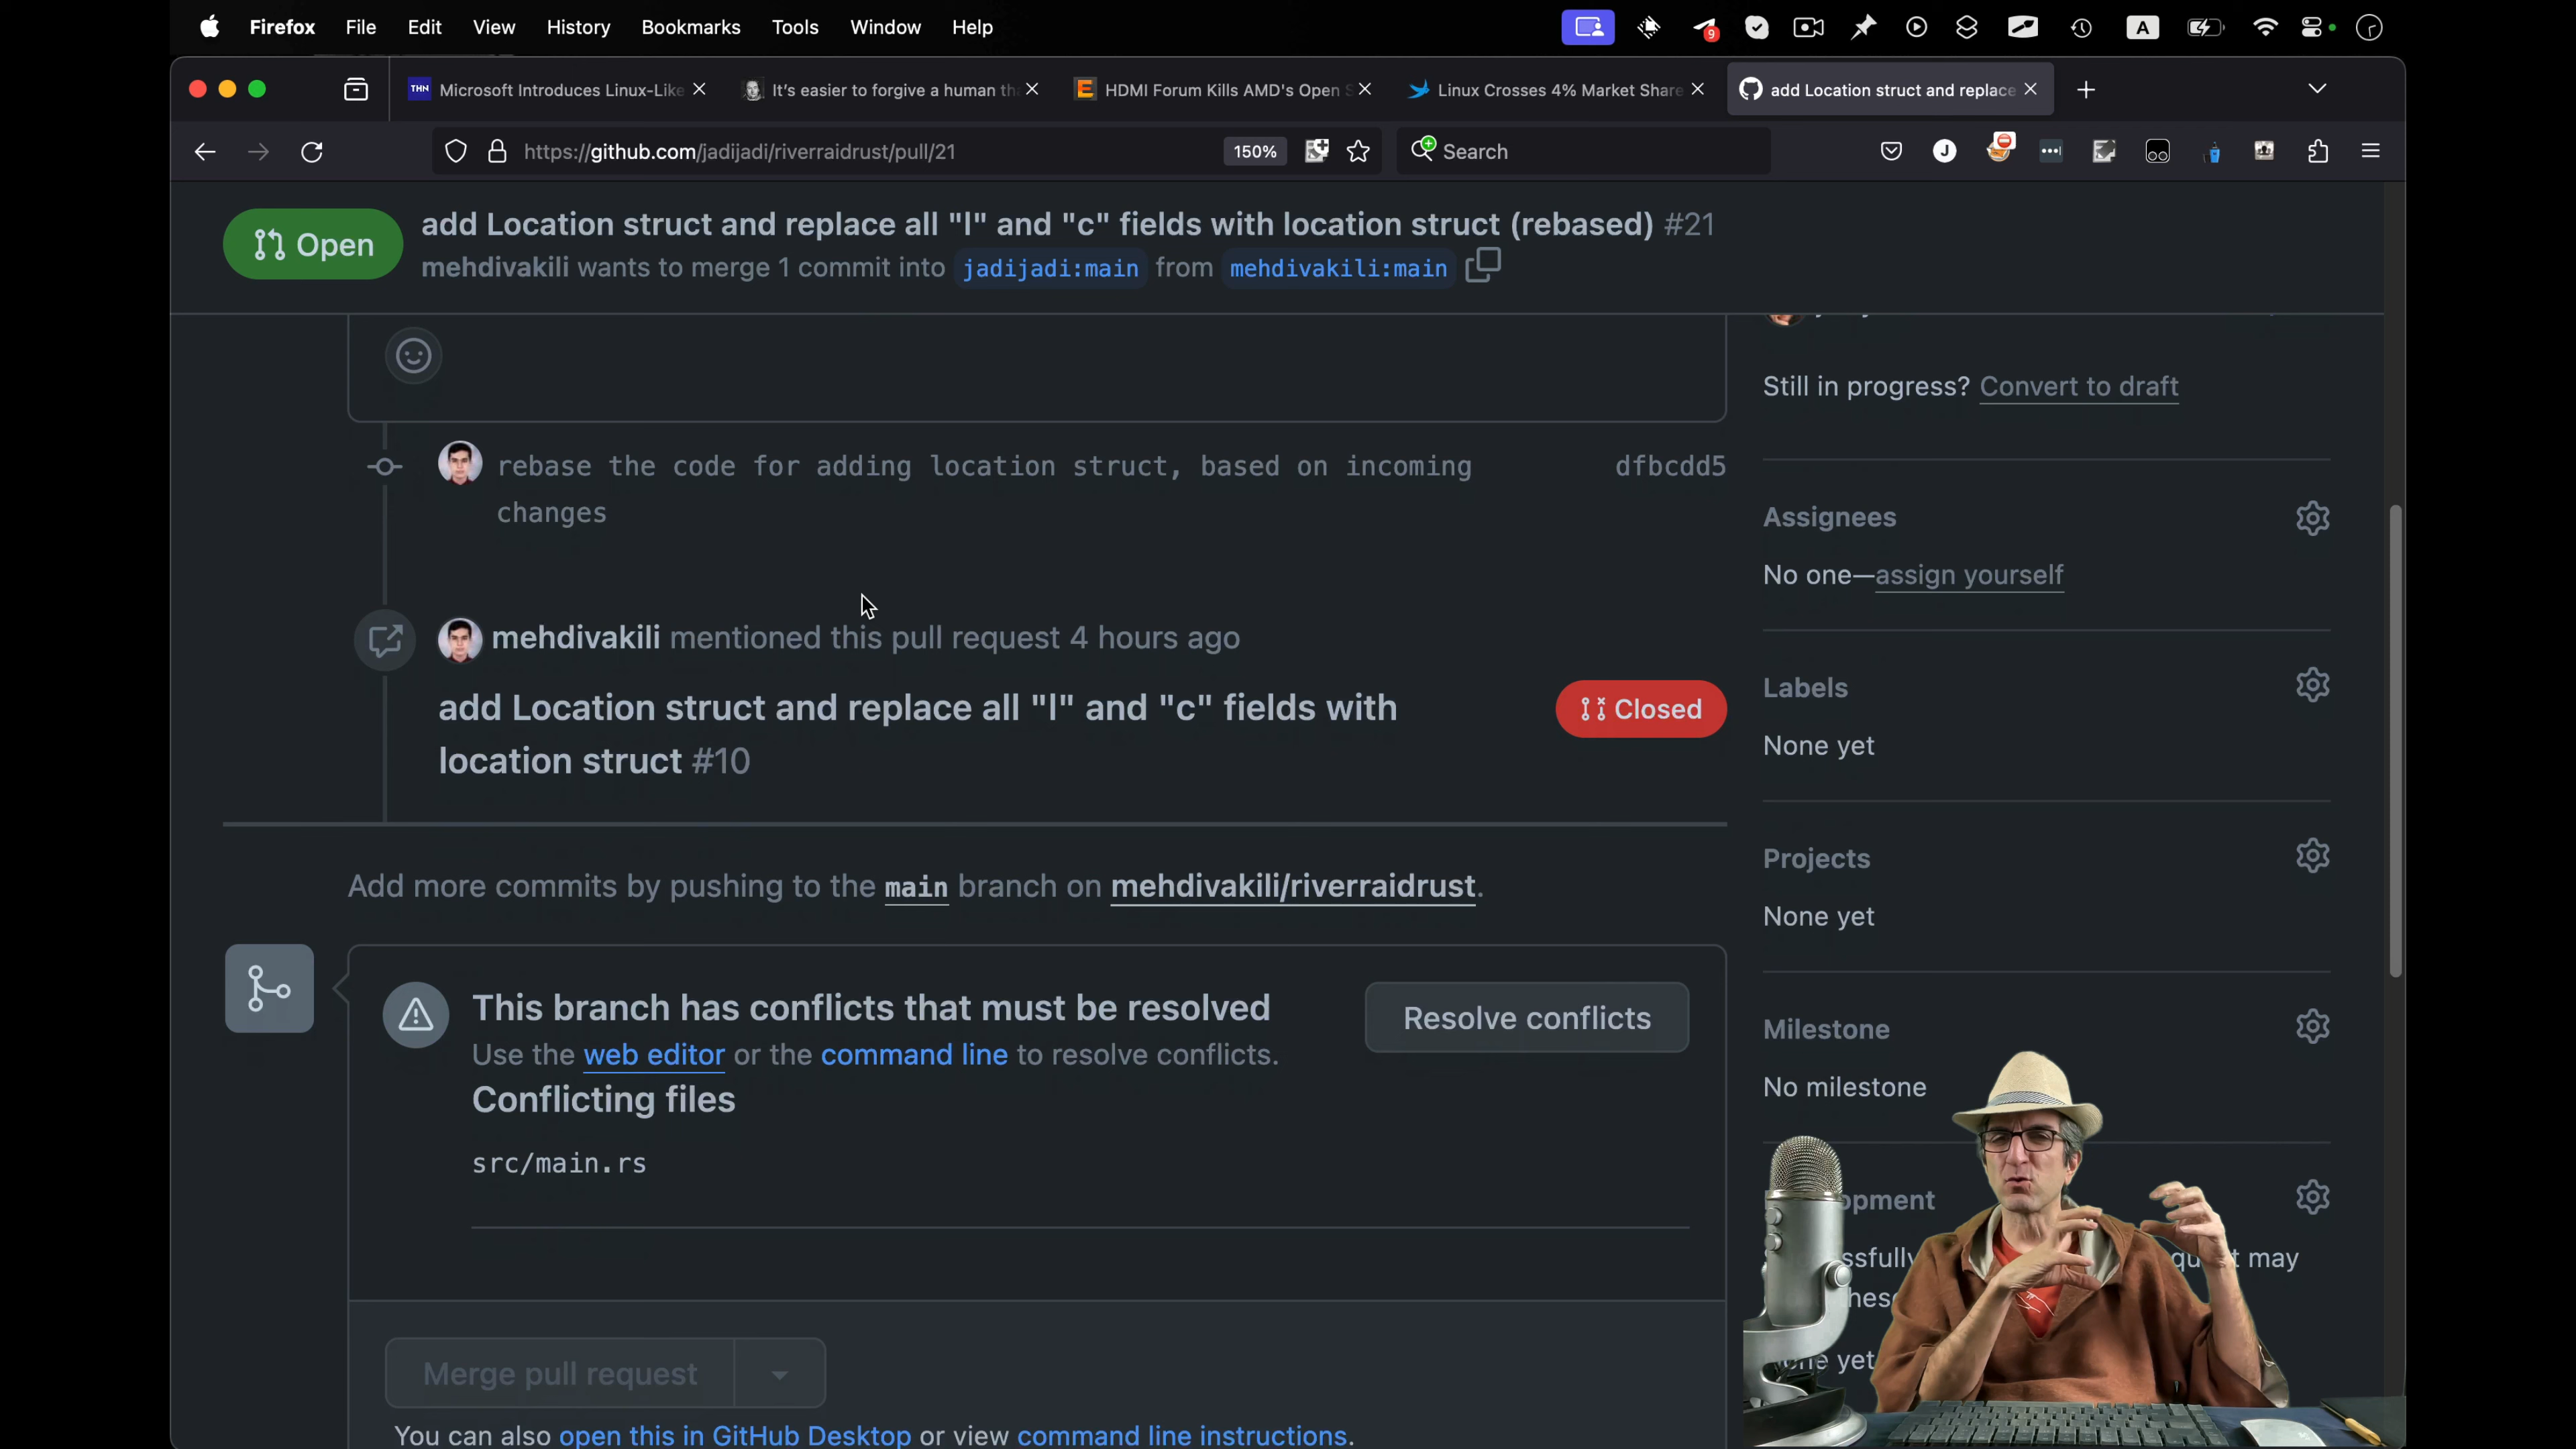 Firefox File Edit View History Bookmarks Tools Window Help
9
A
THN Microsoft Introduces Linux-Like
It's easier to forgive a human th
E HDMI Forum Kills AMD's Open S
Linux Crosses 4% Market Share
add Location struct and replace
https://github.com/jadijadi/riverraidrust/pull/21
150%
Search
J
Open
add Location struct and replace all "l" and "c" fields with location struct (rebased) #21
mehdivakili wants to merge 1 commit into jadijadi:main from mehdivakili:main
Still in progress? Convert to draft
rebase the code for adding location struct, based on incoming
changes
dfbcdd5
Assignees
No one—assign yourself
mehdivakili mentioned this pull request 4 hours ago
add Location struct and replace all "l" and "c" fields with
location struct #10
Closed
Labels
None yet
Add more commits by pushing to the main branch on mehdivakili/riverraidrust.
Projects
None yet
This branch has conflicts that must be resolved
Use the web editor or the command line to resolve conflicts.
Resolve conflicts
Conflicting files
src/main.rs
Milestone
No milestone
opment
ssfully
may
yet
Merge pull request
You can also open this in GitHub Desktop or view command line instructions.